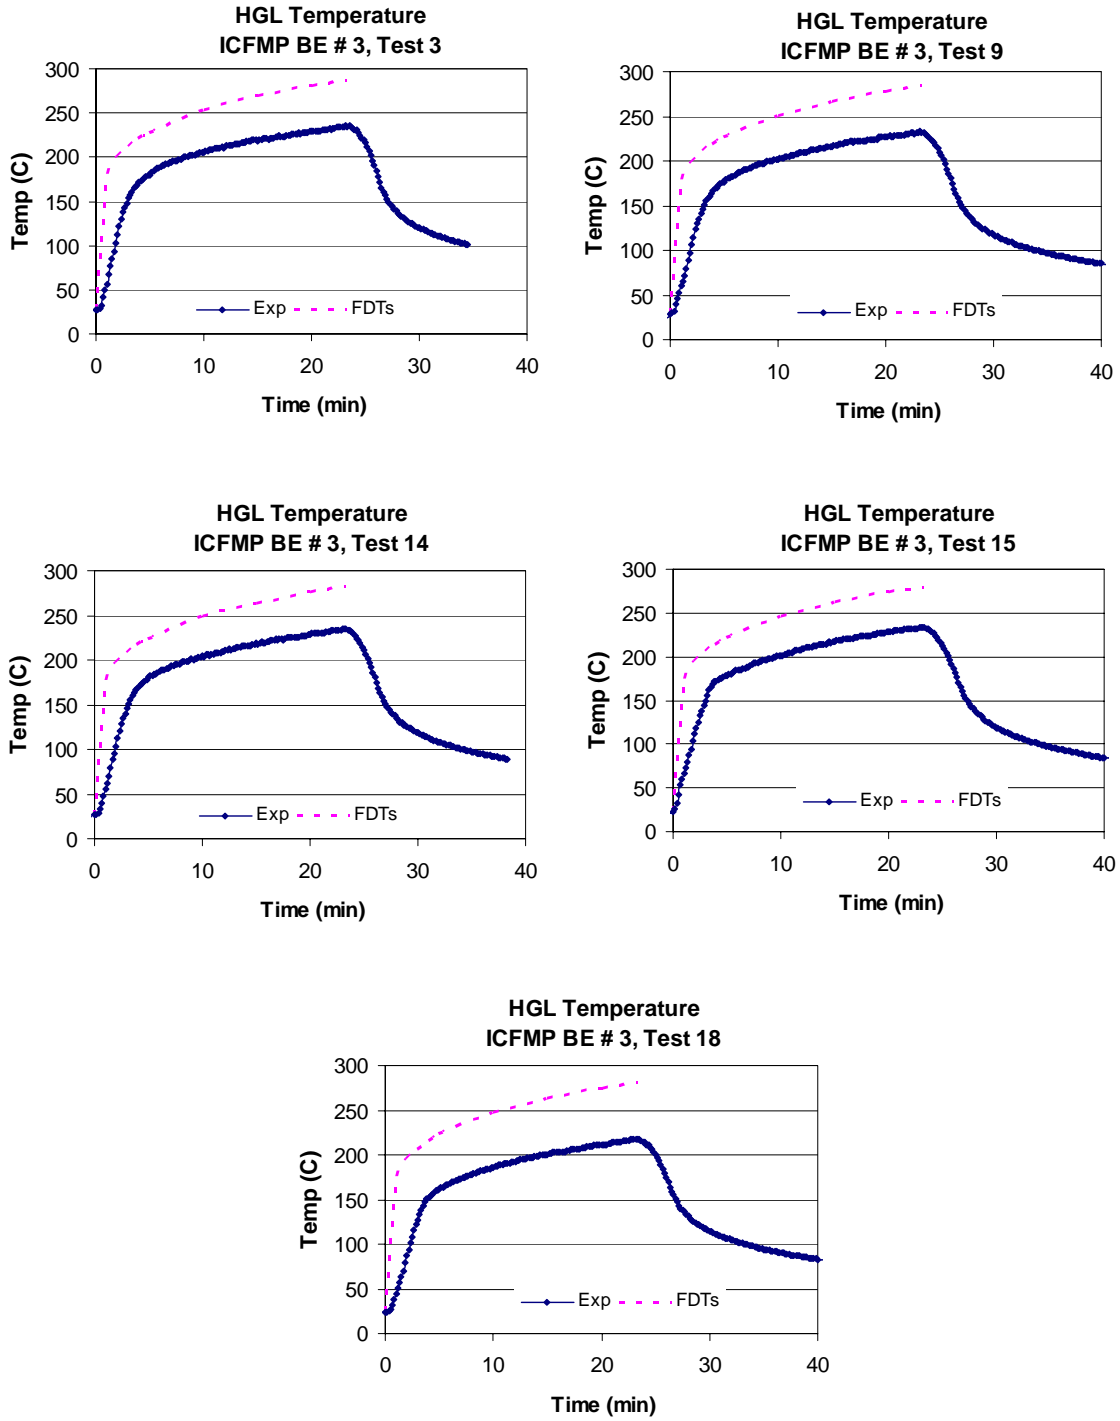 HGL Temperature
ICFMP BE # 3, Test 3
300
250
200
150
100
50
0
Temp (C)
Exp FDTs
0 10 20 30 40
Time (min)
HGL Temperature
ICFMP BE # 3, Test 9
300
250
200
150
100
50
0
Temp (C)
Exp FDTs
0 10 20 30 40
Time (min)
HGL Temperature
ICFMP BE # 3, Test 14
300
250
200
150
100
50
0
Temp (C)
Exp FDTs
0 10 20 30 40
Time (min)
HGL Temperature
ICFMP BE # 3, Test 15
300
250
200
150
100
50
0
Temp (C)
Exp FDTs
0 10 20 30 40
Time (min)
HGL Temperature
ICFMP BE # 3, Test 18
300
250
200
150
100
50
0
Temp (C)
Exp FDTs
0 10 20 30 40
Time (min)